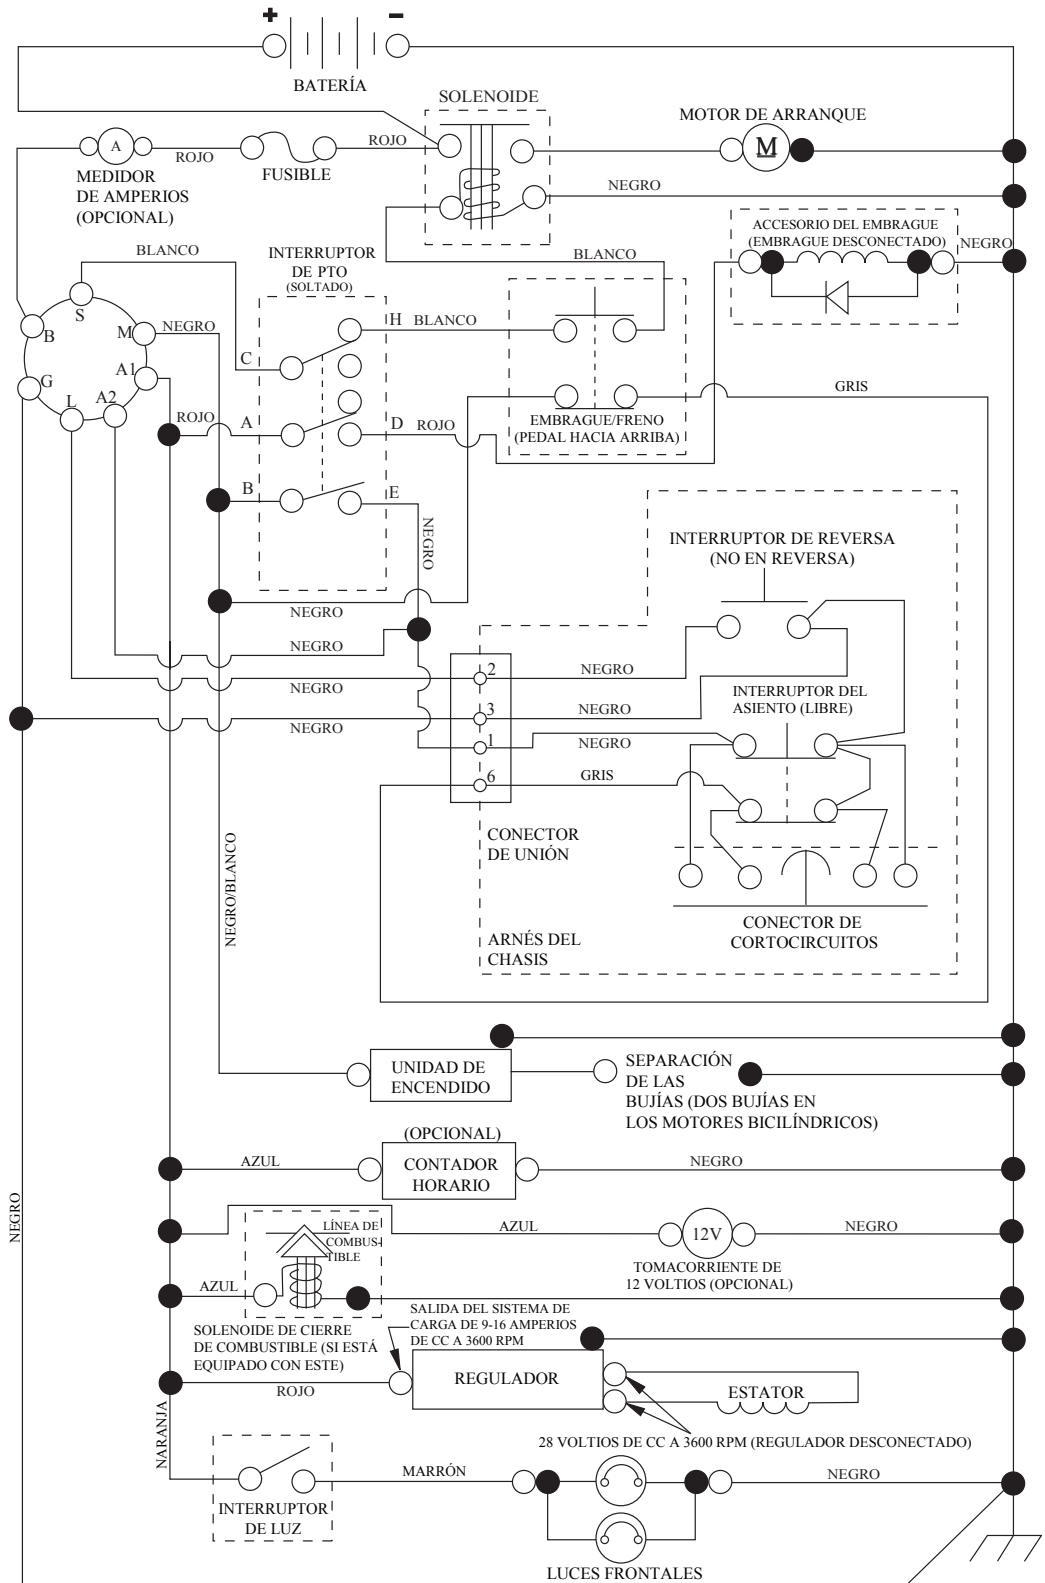 +
-
BATERÍA
SOLENOIDE
MOTOR DE ARRANQUE
A
ROJO
ROJO
M
FUSIBLE
MEDIDOR
DE AMPERIOS
(OPCIONAL)
NEGRO
ACCESORIO DEL EMBRAGUE
(EMBRAGUE DESCONECTADO)
NEGRO
BLANCO
INTERRUPTOR
DE PTO
(SOLTADO)
BLANCO
S
B
M
NEGRO
H
BLANCO
C
A1
G
L
A2
GRIS
ROJO
A
D
ROJO
EMBRAGUE/FRENO
(PEDAL HACIA ARRIBA)
B
E
NEGRO
INTERRUPTOR DE REVERSA
(NO EN REVERSA)
NEGRO
NEGRO
2
NEGRO
NEGRO
INTERRUPTOR DEL
ASIENTO (LIBRE)
3
NEGRO
NEGRO
1
NEGRO
6
GRIS
CONECTOR
DE UNIÓN
NEGRO/BLANCO
CONECTOR DE
CORTOCIRCUITOS
ARNÉS DEL
CHASIS
UNIDAD DE
ENCENDIDO
SEPARACIÓN
DE LAS
BUJÍAS (DOS BUJÍAS EN
LOS MOTORES BICILÍNDRICOS)
(OPCIONAL)
AZUL
CONTADOR
HORARIO
NEGRO
NEGRO
LÍNEA DE
COMBUS-
TIBLE
AZUL
12V
NEGRO
TOMACORRIENTE DE
12 VOLTIOS (OPCIONAL)
AZUL
SALIDA DEL SISTEMA DE
CARGA DE 9-16 AMPERIOS
DE CC A 3600 RPM
SOLENOIDE DE CIERRE
DE COMBUSTIBLE (SI ESTÁ
EQUIPADO CON ESTE)
REGULADOR
ROJO
ESTATOR
NARANJA
28 VOLTIOS DE CC A 3600 RPM (REGULADOR DESCONECTADO)
MARRÓN
NEGRO
INTERRUPTOR
DE LUZ
LUCES FRONTALES